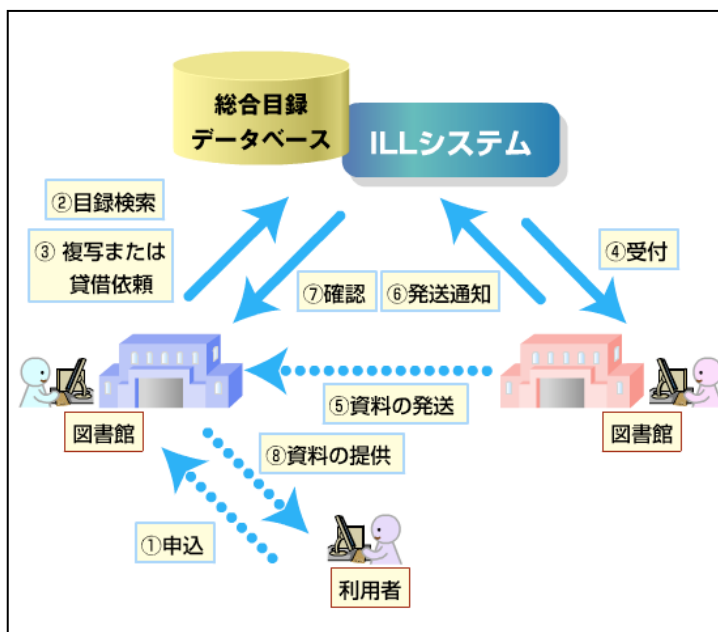 総合目録
データベース
ILLシステム
②目録検索
③ 複写または
貸借依頼
④受付
⑦確認
⑥発送通知
⑤資料の発送
図書館
図書館
⑧資料の提供
①申込
利用者